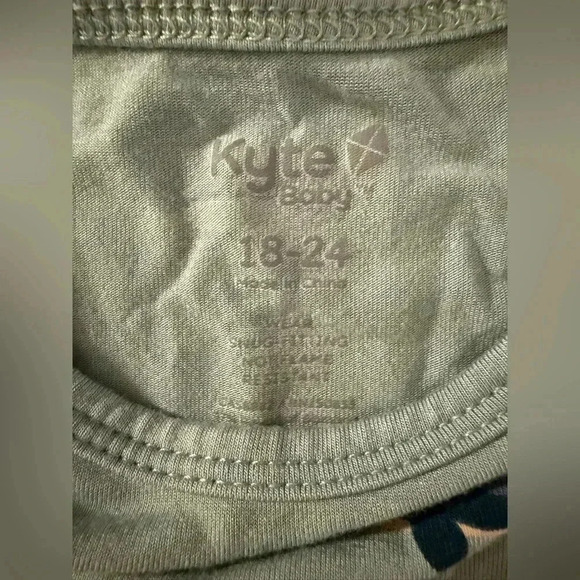 Kyte
Baby
18-24
Made in China
WEAR
SNUG-FITTING
NOT FLAME
RESISTANT